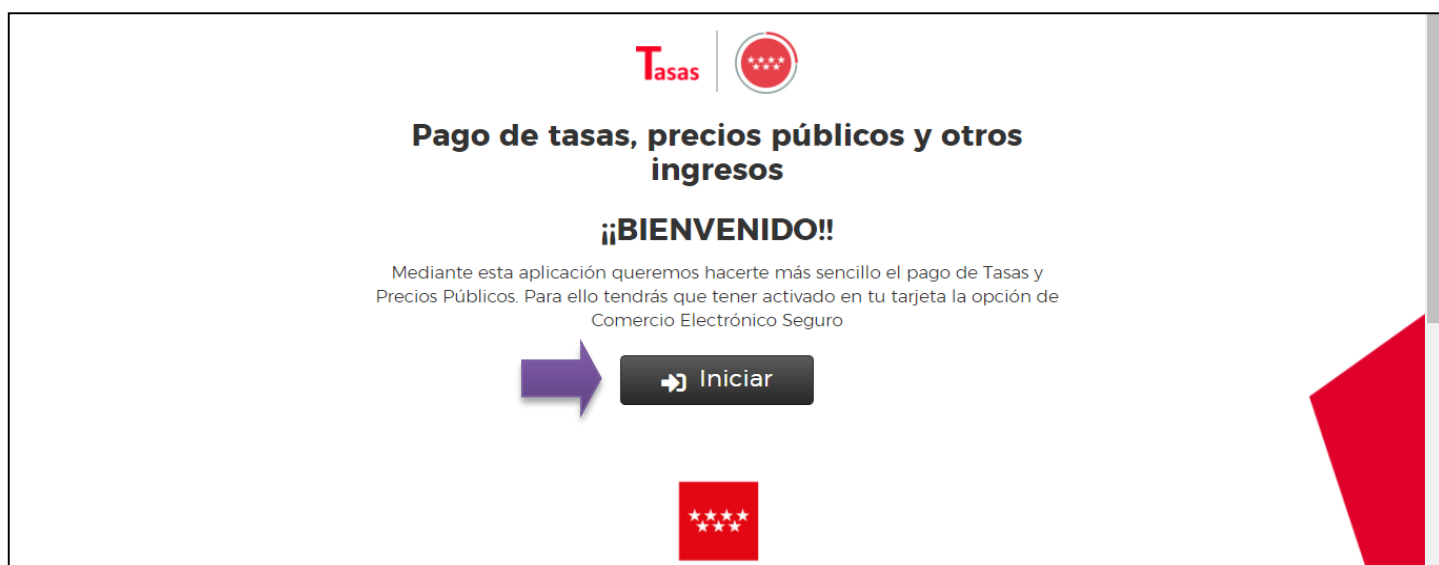 Tasas
Pago de tasas, precios públicos y otros
ingresos
¡¡BIENVENIDO!!
Mediante esta aplicación queremos hacerte más sencillo el pago de Tasas y
Precios Públicos. Para ello tendrás que tener activado en tu tarjeta la opción de
Comercio Electrónico Seguro
Iniciar